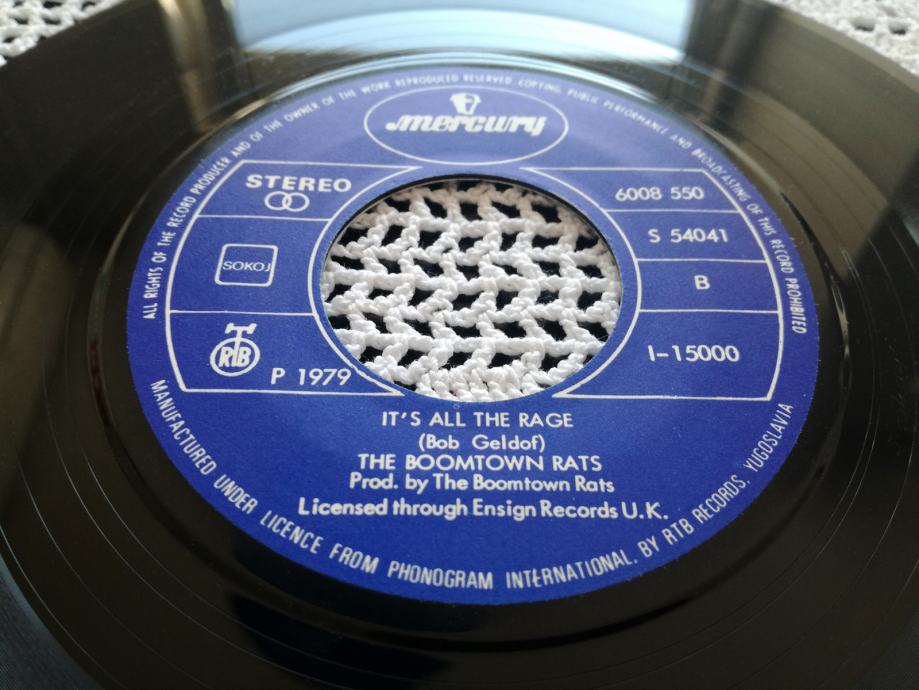 ALL RIGHTS OF THE RECORD PRODUCER AND OF THE OWNER OF THE WORK REPRODUCED RESERVED. COPYING, PUBLIC PERFORMANCE AND BROADCASTING OF THIS RECORD PROHIBITED
mercury
STEREO
SOKOJ
RTB
P 1979
6008 550
S 54041
B
I-15000
IT'S ALL THE RAGE
(Bob Geldof)
THE BOOMTOWN RATS
Prod. by The Boomtown Rats
Licensed through Ensign Records U.K.
MANUFACTURED UNDER LICENCE FROM PHONOGRAM INTERNATIONAL, BY RTB RECORDS, YUGOSLAVIA